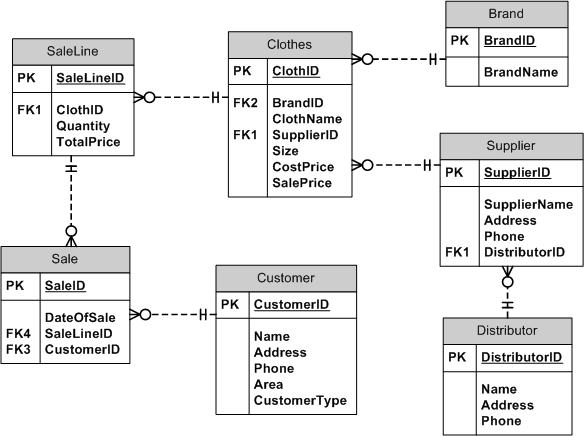 Brand
PK BrandID
BrandName
SaleLine
PK SaleLineID
FK1 ClothID
Quantity
TotalPrice
Clothes
PK ClothID
FK2 BrandID
ClothName
FK1 SupplierID
Size
CostPrice
SalePrice
Supplier
PK SupplierID
SupplierName
Address
Phone
FK1 DistributorID
Sale
PK SaleID
DateOfSale
FK4 SaleLineID
FK3 CustomerID
Customer
PK CustomerID
Name
Address
Phone
Area
CustomerType
Distributor
PK DistributorID
Name
Address
Phone